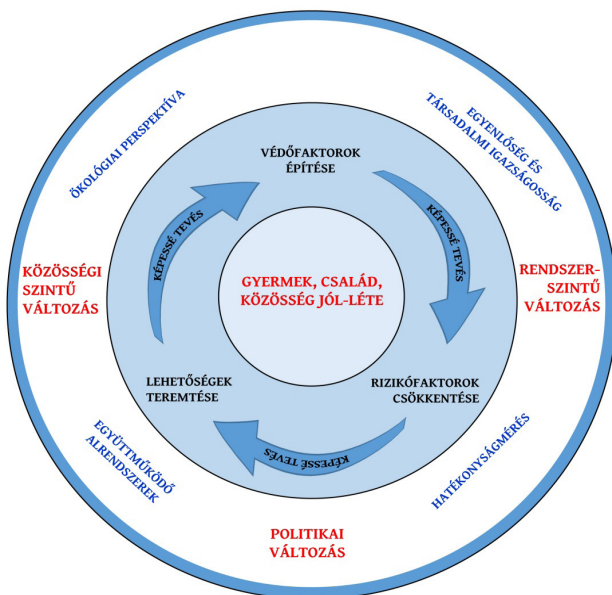 ÖKOLÓGIAI PERSPEKTÍVA
EGYENLŐSÉG ÉS
TÁRSADALMI IGAZSÁGOSSÁG
VÉDŐFAKTOROK
ÉPÍTÉSE
KÉPESSÉ TEVÉS
KÉPESSÉ TEVÉS
KÖZÖSSÉGI
SZINTŰ
VÁLTOZÁS
GYERMEK, CSALÁD,
KÖZÖSSÉG JÓL-LÉTE
RENDSZER-
SZINTŰ
VÁLTOZÁS
LEHETŐSÉGEK
TEREMTÉSE
RIZIKÓFAKTOROK
CSÖKKENTÉSE
KÉPESSÉ TEVÉS
EGYÜTTMŰKÖDŐ
ALRENDSZEREK
HATÉKONYSÁGMÉRÉS
POLITIKAI
VÁLTOZÁS